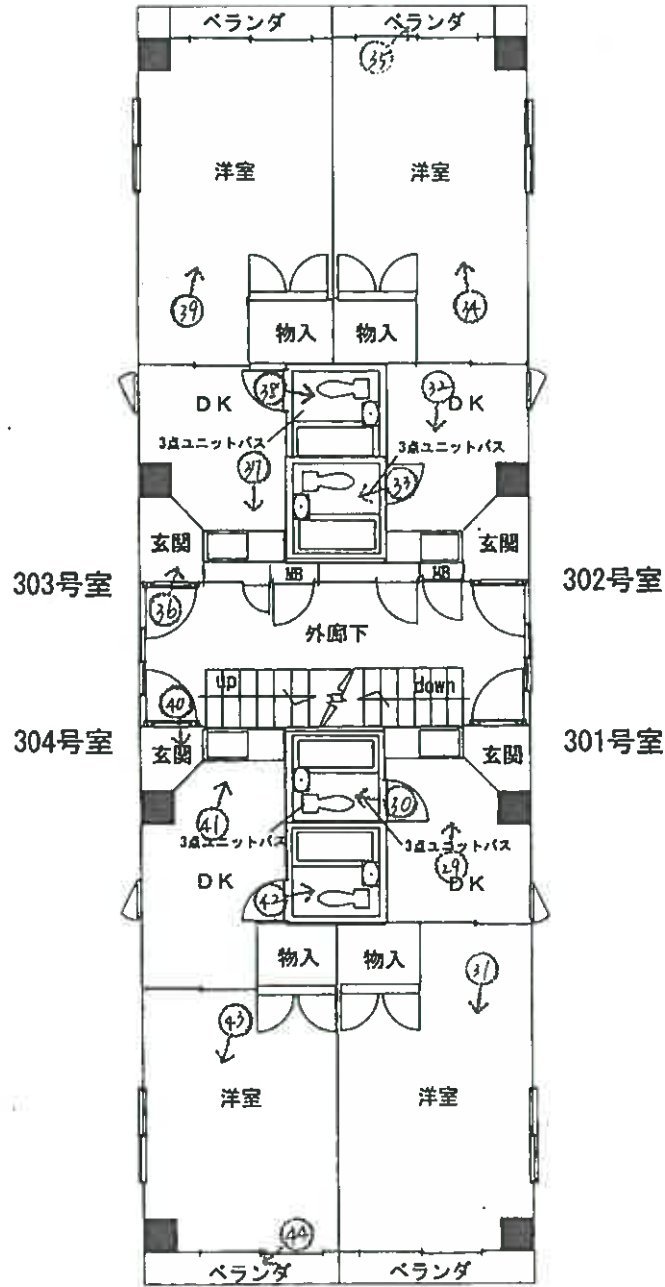 ベランダ ベランダ
35
洋室 洋室
39 34
物入 物入
38 32
DK DK
3点ユニットバス 3点ユニットバス
37 33
玄関 玄関
MB MB
303号室 302号室
36
外廊下
up down
40
304号室 玄関 玄関 301号室
30
41
3点ユニットバス 3点ユニットバス
29
DK DK
42
物入 物入
31
43
洋室 洋室
44
ベランダ ベランダ